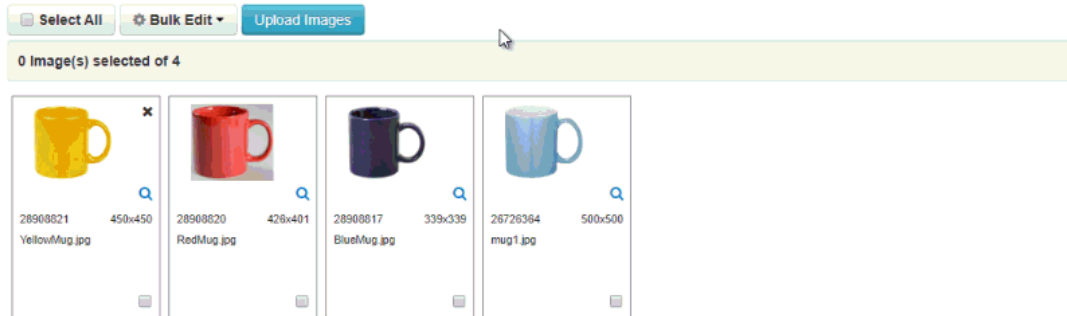 Select All Bulk Edit Upload Images
0 Image(s) selected of 4
28908821 450x450 28908820 426x401 28908817 339x339 26726364 500x500
YellowMug.jpg RedMug.jpg BlueMug.jpg mug1.jpg